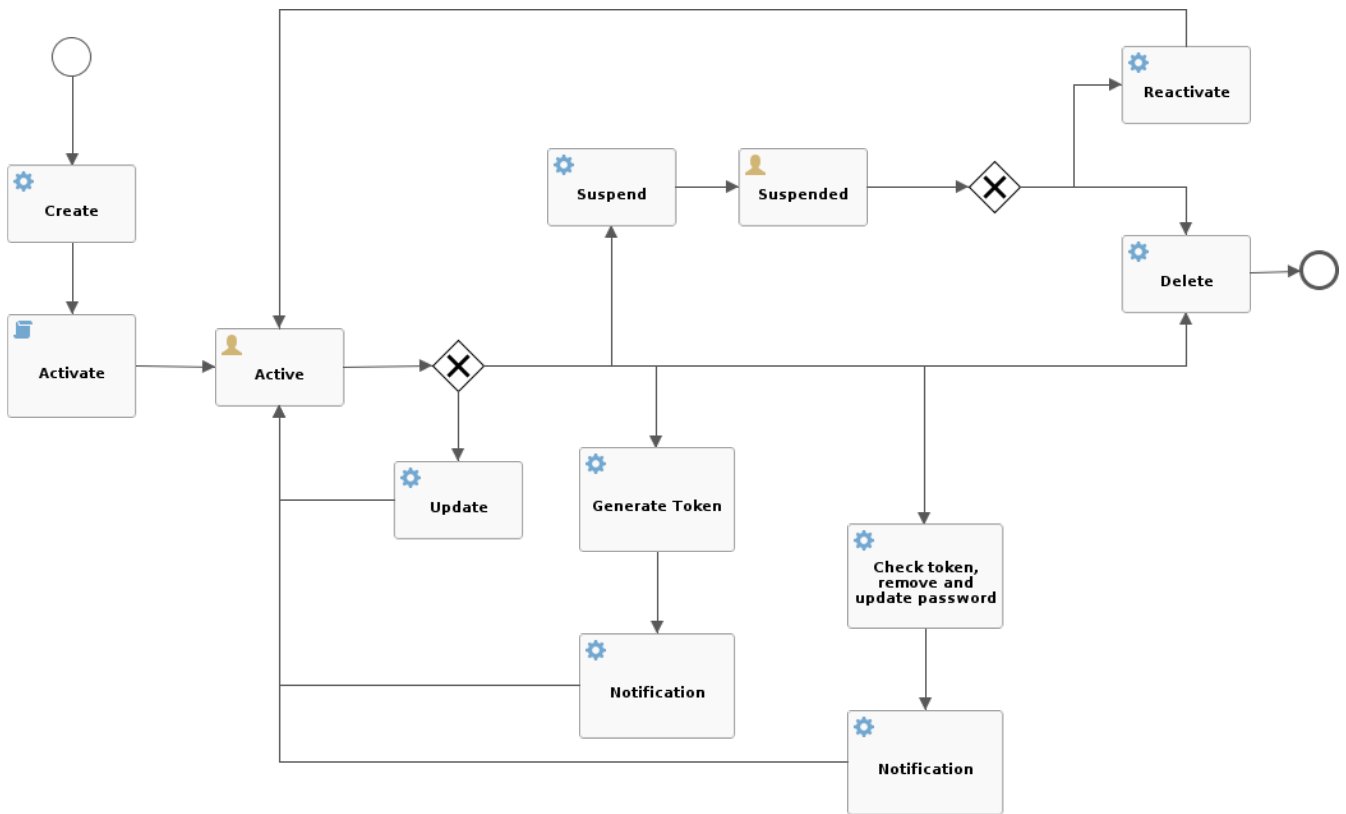 Reactivate
Suspend
Suspended
Create
Delete
Activate
Active
Update
Generate Token
Check token,
remove and
update password
Notification
Notification